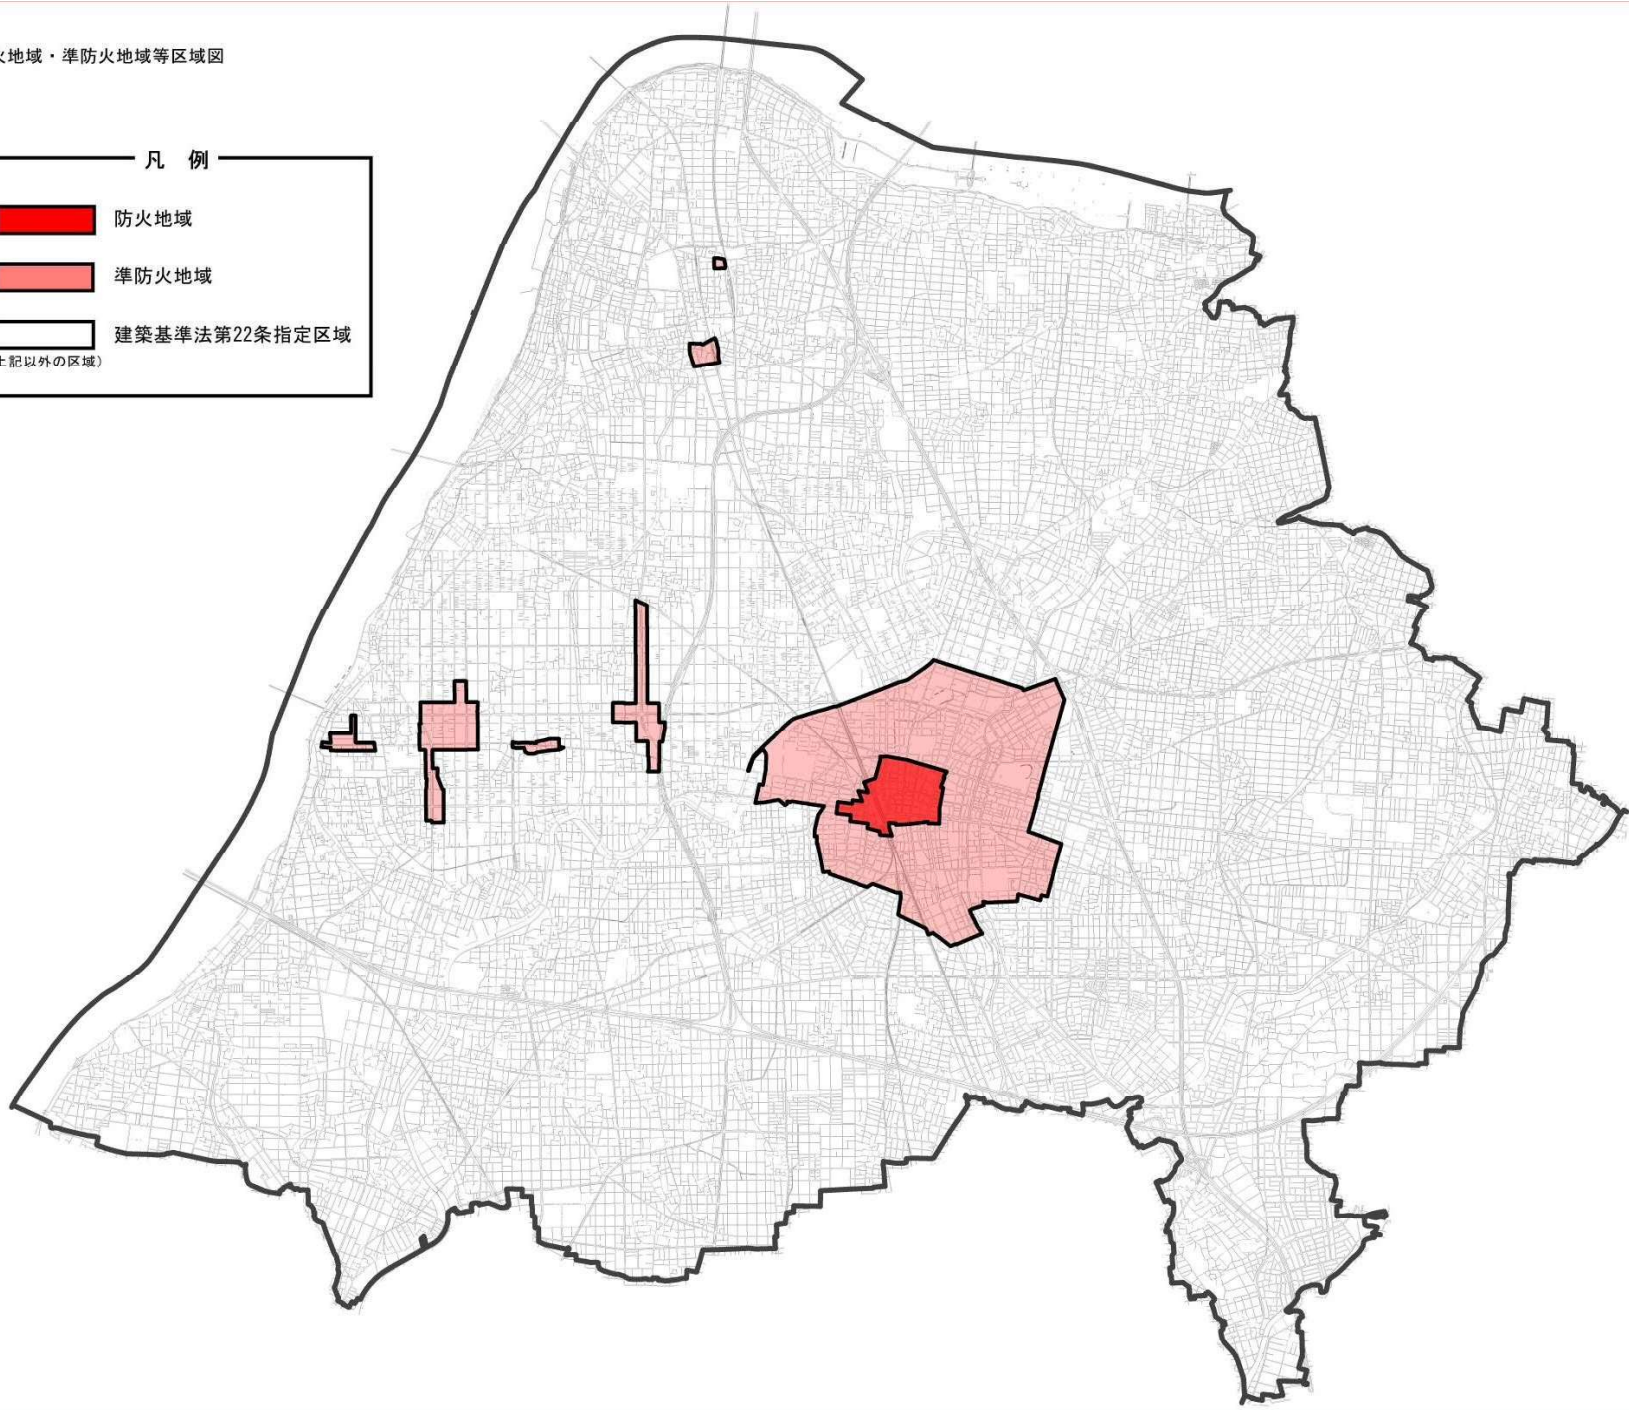 火地域・準防火地域等区域図
凡 例
防火地域
準防火地域
建築基準法第22条指定区域
上記以外の区域）